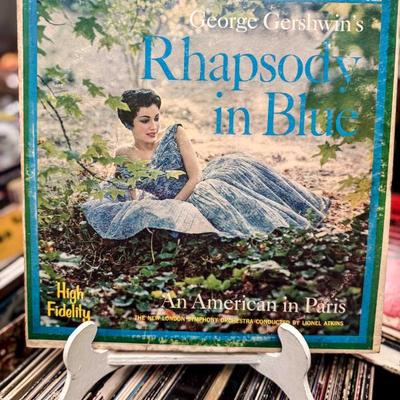 George Gershwin's
Rhapsody
in Blue
High
Fidelity
An American in Paris
THE NEW LONDON SYMPHONY ORCHESTRA CONDUCTED BY LIONEL ATKINS